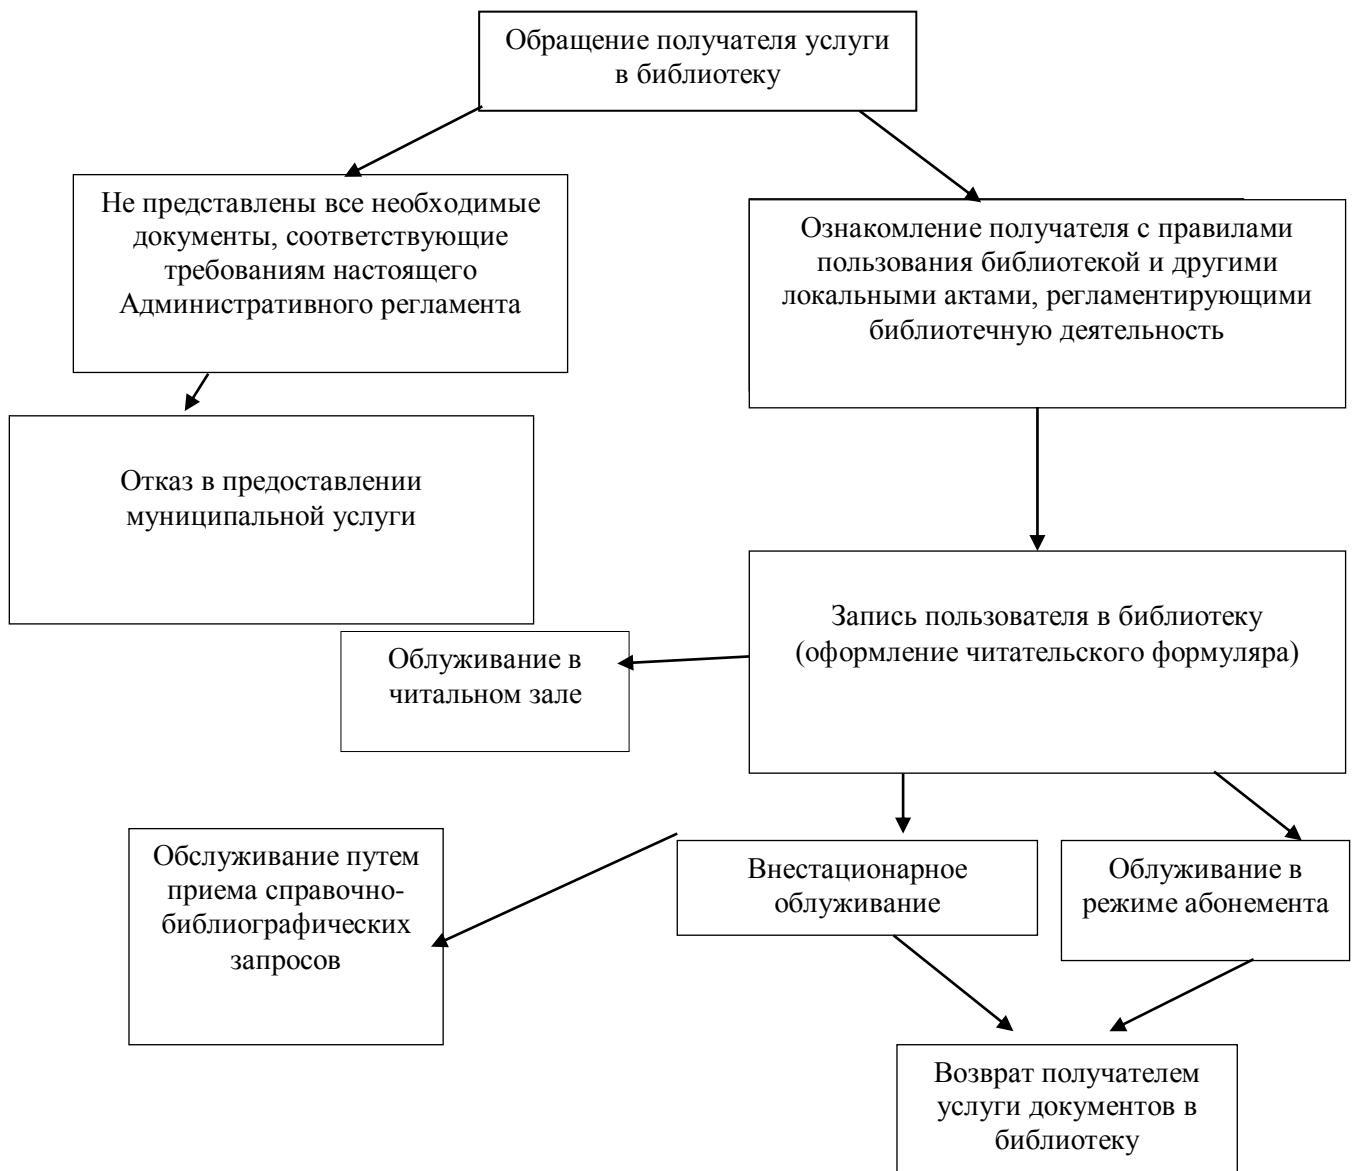 Обращение получателя услуги
в библиотеку
Не представлены все необходимые
документы, соответствующие
требованиям настоящего
Административного регламента
Ознакомление получателя с правилами
пользования библиотекой и другими
локальными актами, регламентирующими
библиотечную деятельность
Отказ в предоставлении
муниципальной услуги
Запись пользователя в библиотеку
(оформление читательского формуляра)
Облуживание в
читальном зале
Обслуживание путем
приема справочно-
библиографических
запросов
Внестационарное
облуживание
Облуживание в
режиме абонемента
Возврат получателем
услуги документов в
библиотеку